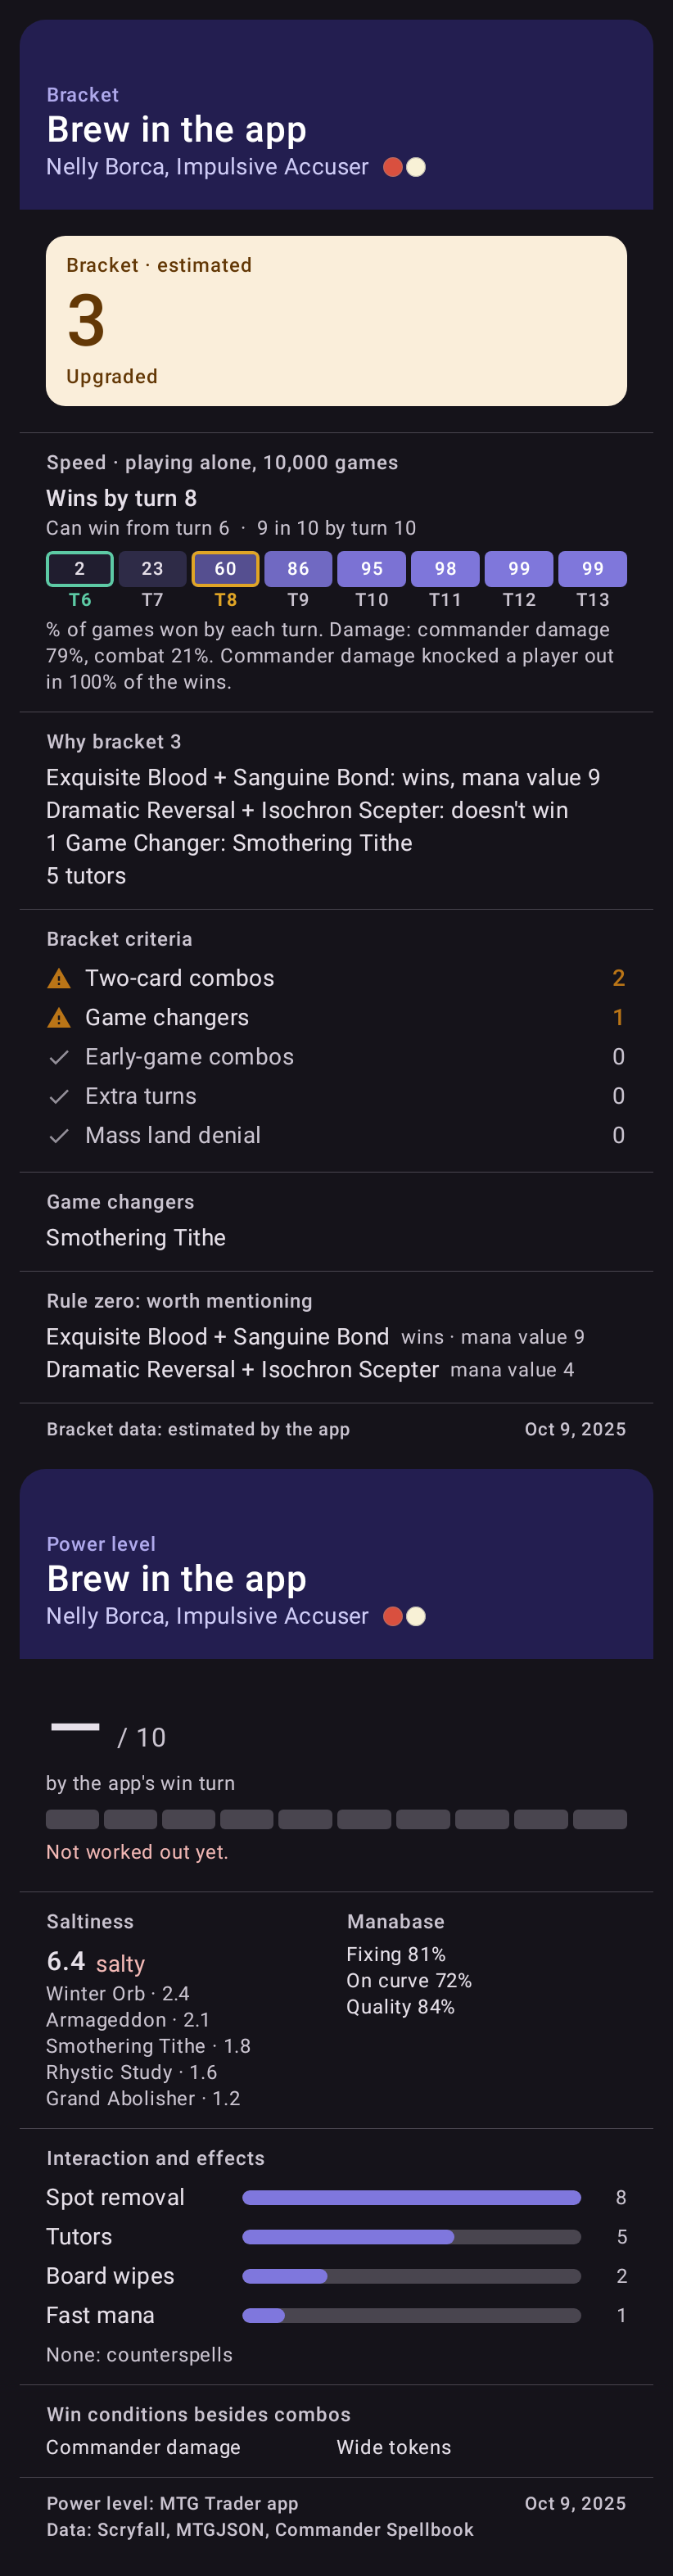 Bracket
Brew in the app
Nelly Borca, Impulsive Accuser
Bracket · estimated
3
Upgraded
Speed · playing alone, 10,000 games
Wins by turn 8
Can win from turn 6 · 9 in 10 by turn 10
2 23 60 86 95 98 99 99
T6 T7 T8 T9 T10 T11 T12 T13
% of games won by each turn. Damage: commander damage
79%, combat 21%. Commander damage knocked a player out
in 100% of the wins.
Why bracket 3
Exquisite Blood + Sanguine Bond: wins, mana value 9
Dramatic Reversal + Isochron Scepter: doesn't win
1 Game Changer: Smothering Tithe
5 tutors
Bracket criteria
Two-card combos 2
Game changers 1
Early-game combos 0
Extra turns 0
Mass land denial 0
Game changers
Smothering Tithe
Rule zero: worth mentioning
Exquisite Blood + Sanguine Bond wins · mana value 9
Dramatic Reversal + Isochron Scepter mana value 4
Bracket data: estimated by the app Oct 9, 2025
Power level
Brew in the app
Nelly Borca, Impulsive Accuser
— / 10
by the app's win turn
Not worked out yet.
Saltiness
6.4 salty
Winter Orb · 2.4
Armageddon · 2.1
Smothering Tithe · 1.8
Rhystic Study · 1.6
Grand Abolisher · 1.2
Manabase
Fixing 81%
On curve 72%
Quality 84%
Interaction and effects
Spot removal 8
Tutors 5
Board wipes 2
Fast mana 1
None: counterspells
Win conditions besides combos
Commander damage Wide tokens
Power level: MTG Trader app Oct 9, 2025
Data: Scryfall, MTGJSON, Commander Spellbook